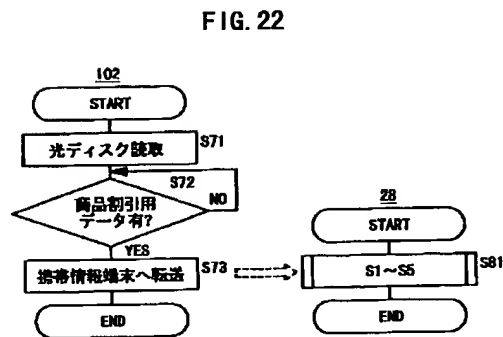 FIG. 22
102
START
光ディスク読取
S71
S72
商品割引用
データ有?
NO
YES
携帯情報端末へ転送
S73
END
28
START
S1~S5
S81
END